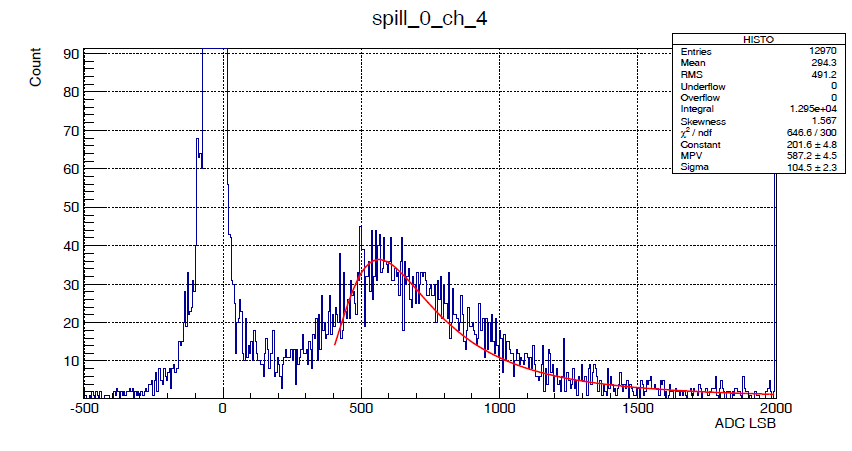 spill_0_ch_4
HISTO
Entries 12970
Mean 294.3
RMS 491.2
Underflow 0
Overflow 0
Integral 1.295e+04
Skewness 1.567
χ² / ndf 646.6 / 300
Constant 201.6 ± 4.8
MPV 587.2 ± 4.5
Sigma 104.5 ± 2.3
Count
90
80
70
60
50
40
30
20
10
-500 0 500 1000 1500 2000
ADC LSB